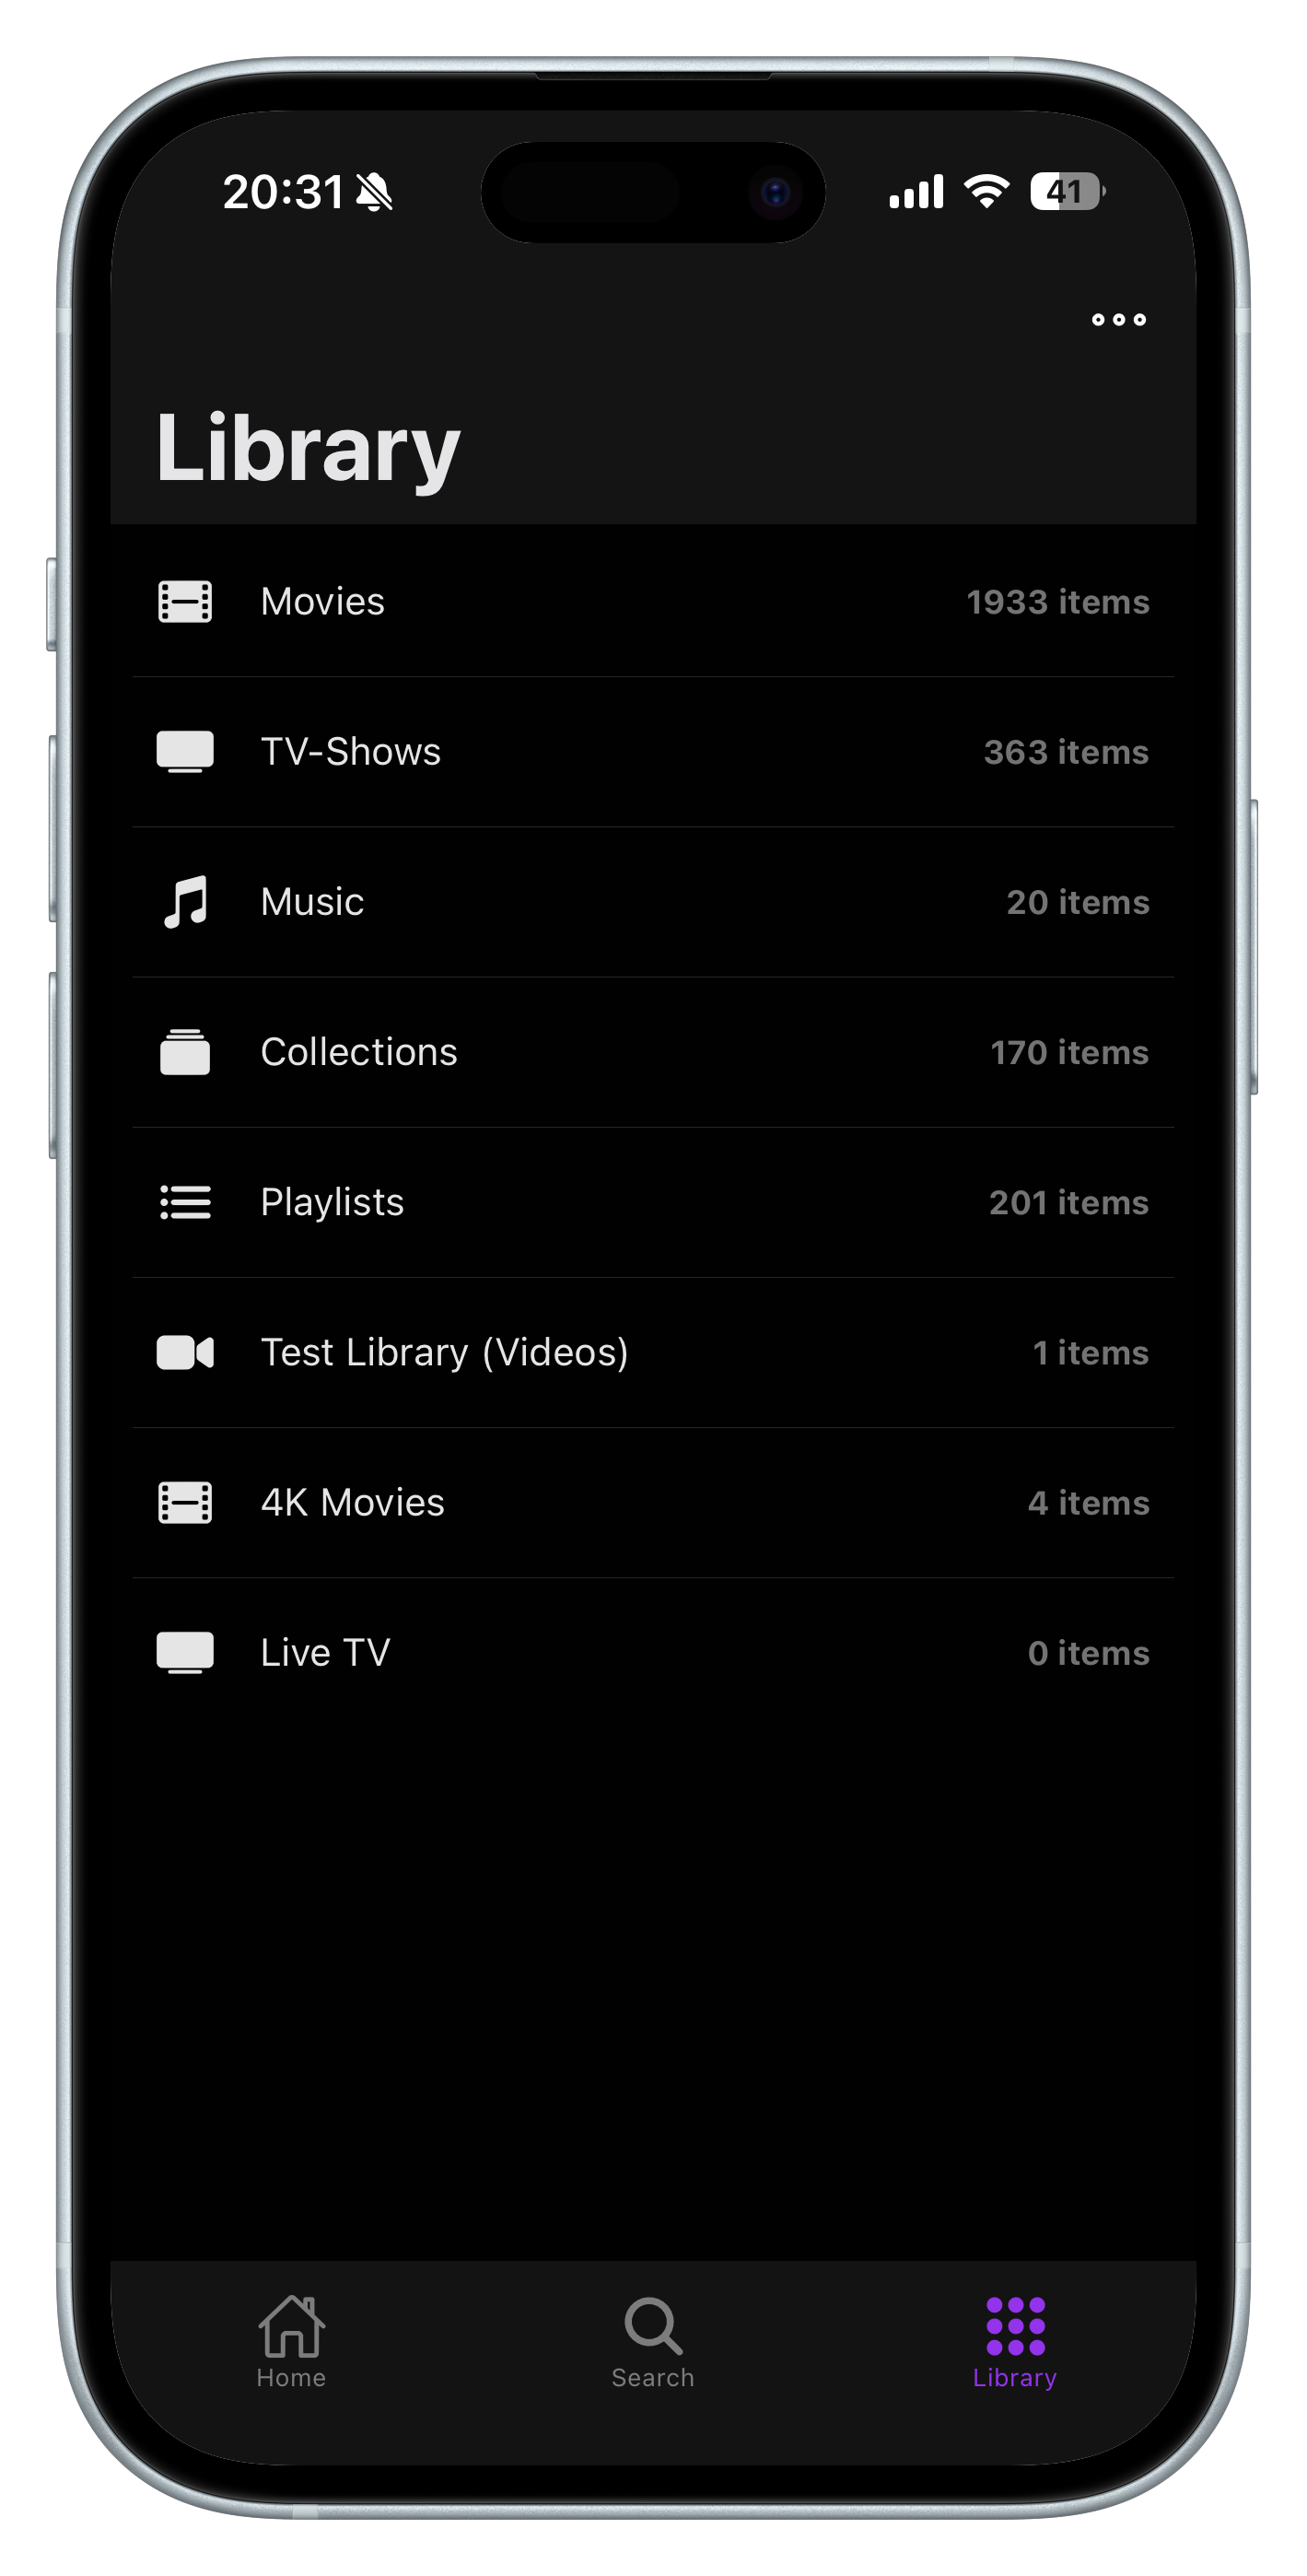 20:31 41
Library
Movies 1933 items
TV-Shows 363 items
Music 20 items
Collections 170 items
Playlists 201 items
Test Library (Videos) 1 items
4K Movies 4 items
Live TV 0 items
Home Search Library